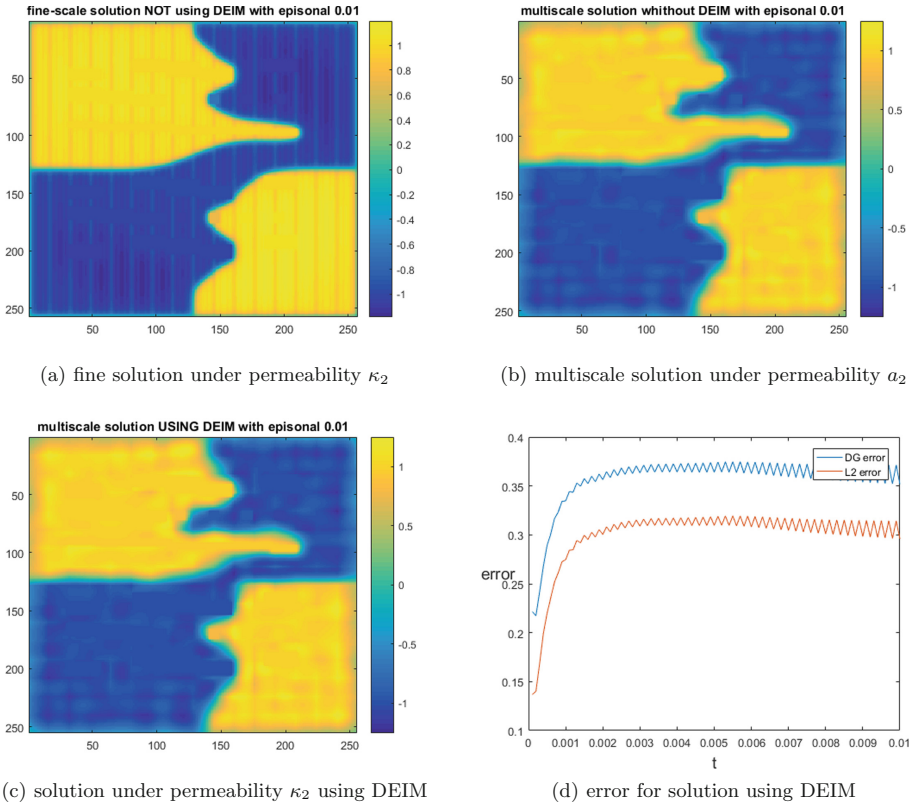 fine-scale solution NOT using DEIM with episonal 0.01
50
100
150
200
250
50 100 150 200 250
1
0.8
0.6
0.4
0.2
0
-0.2
-0.4
-0.6
-0.8
-1
(a) fine solution under permeability κ₂
multiscale solution whithout DEIM with episonal 0.01
50
100
150
200
250
50 100 150 200 250
1
0.5
0
-0.5
-1
(b) multiscale solution under permeability a₂
multiscale solution USING DEIM with episonal 0.01
50
100
150
200
250
50 100 150 200 250
1
0.5
0
-0.5
-1
(c) solution under permeability κ₂ using DEIM
0.4
0.35
0.3
0.25
0.2
0.15
0.1
error
DG error
L2 error
0 0.001 0.002 0.003 0.004 0.005 0.006 0.007 0.008 0.009 0.01
t
(d) error for solution using DEIM